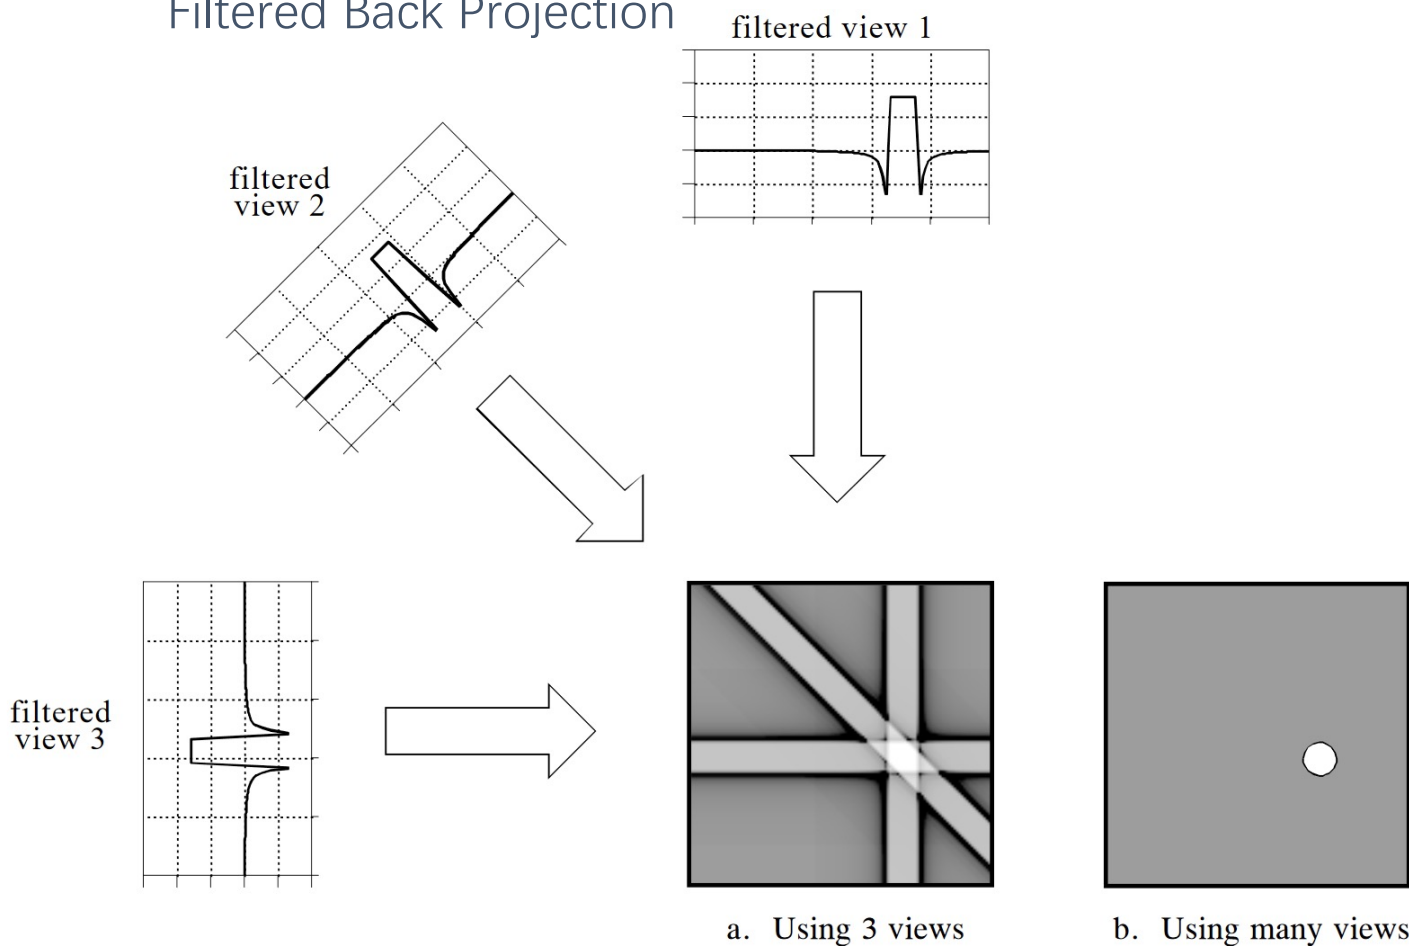 Filtered Back Projection
filtered view 1
filtered
view 2
filtered
view 3
a. Using 3 views
b. Using many views